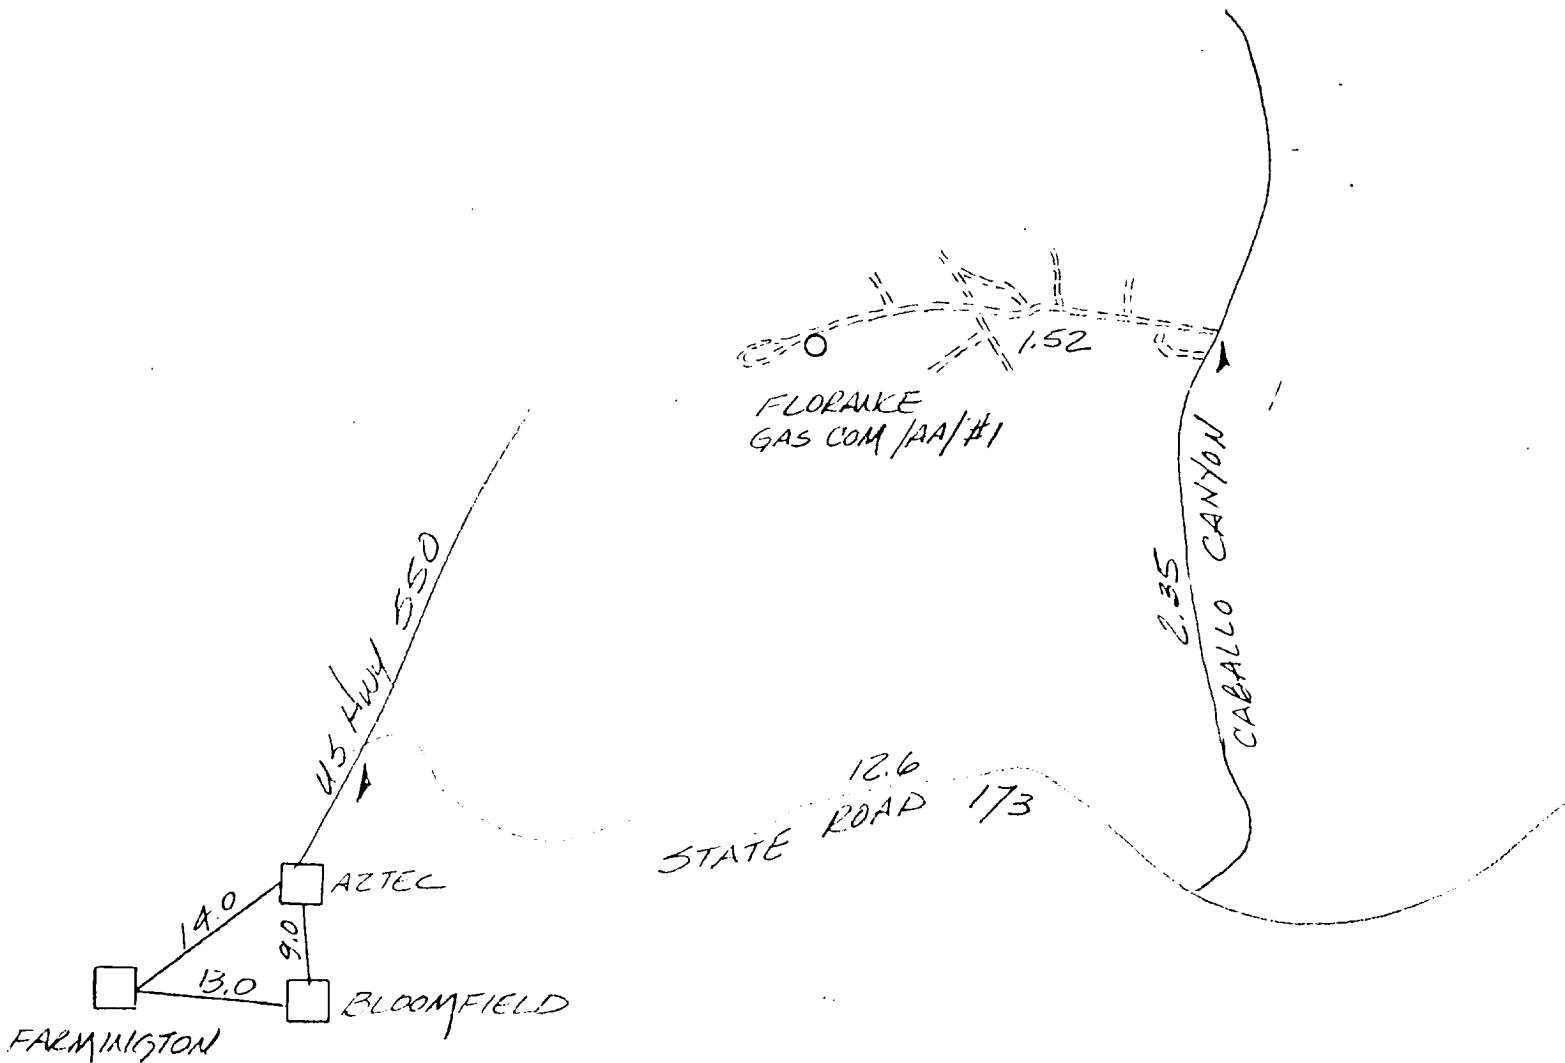 1.52
FLORANCE
GAS COM /AA/ #1
US HWY 550
2.35
CABALLO CANYON
12.6
STATE ROAD 173
AZTEC
14.0
9.0
13.0
BLOOMFIELD
FARMINGTON